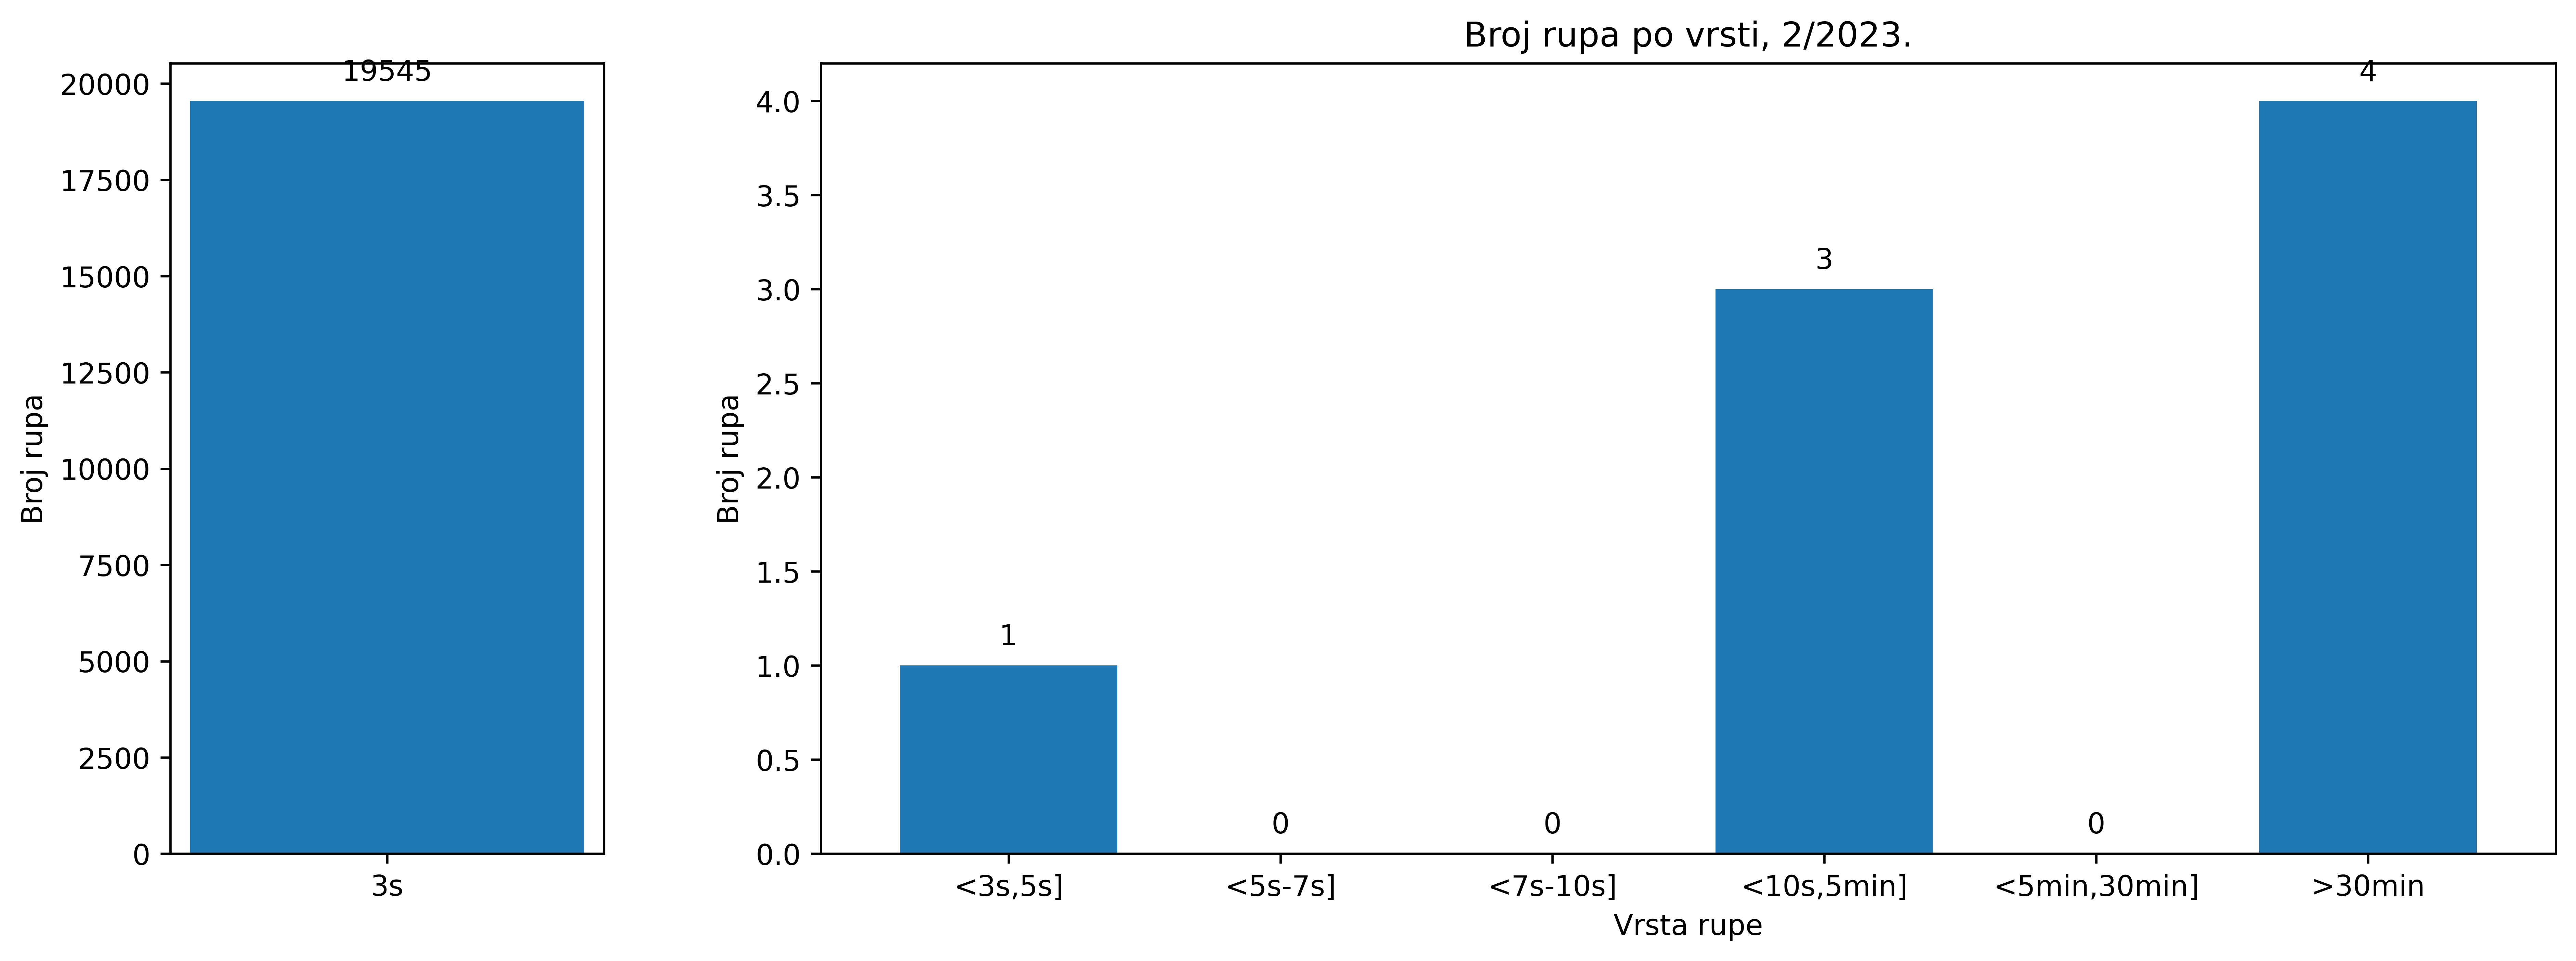 Broj rupa
20000
17500
15000
12500
10000
7500
5000
2500
0
19545
3s
Broj rupa po vrsti, 2/2023.
Broj rupa
4.0
3.5
3.0
2.5
2.0
1.5
1.0
0.5
0.0
1
0
0
3
0
4
<3s,5s]
<5s-7s]
<7s-10s]
<10s,5min]
<5min,30min]
>30min
Vrsta rupe